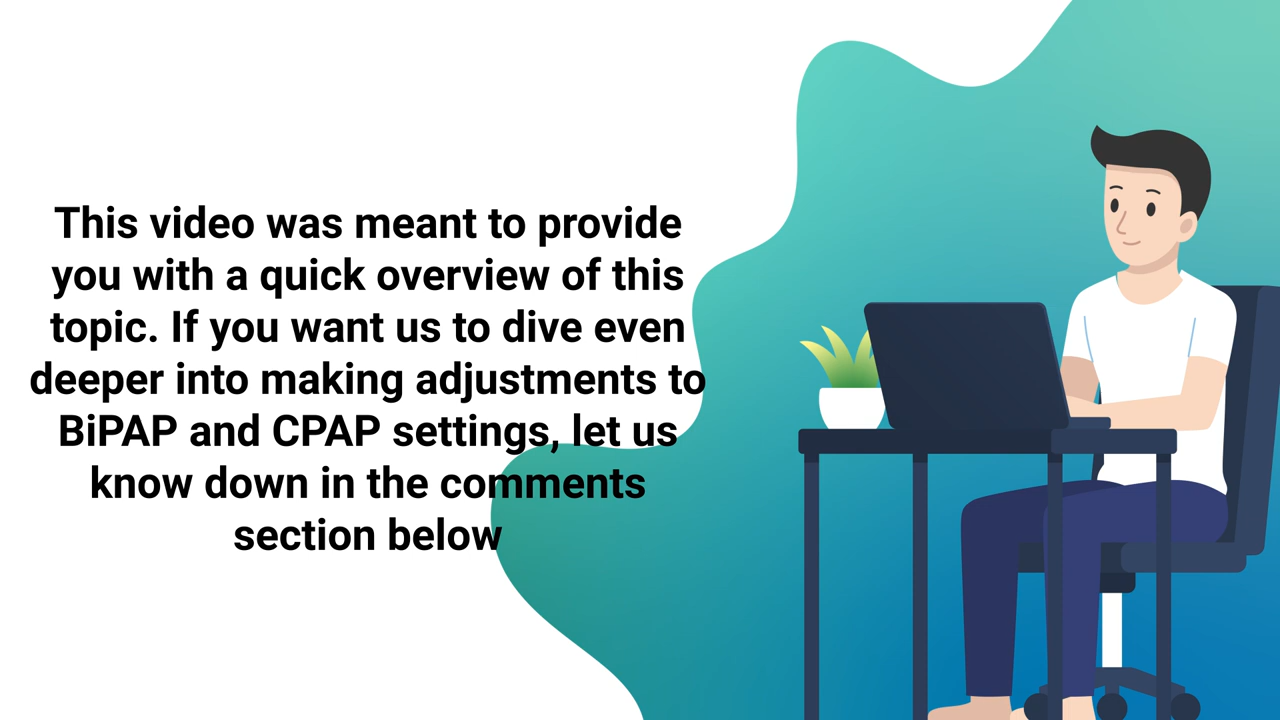 This video was meant to provide
you with a quick overview of this
topic. If you want us to dive even
deeper into making adjustments to
BiPAP and CPAP settings, let us
know down in the comments
section below